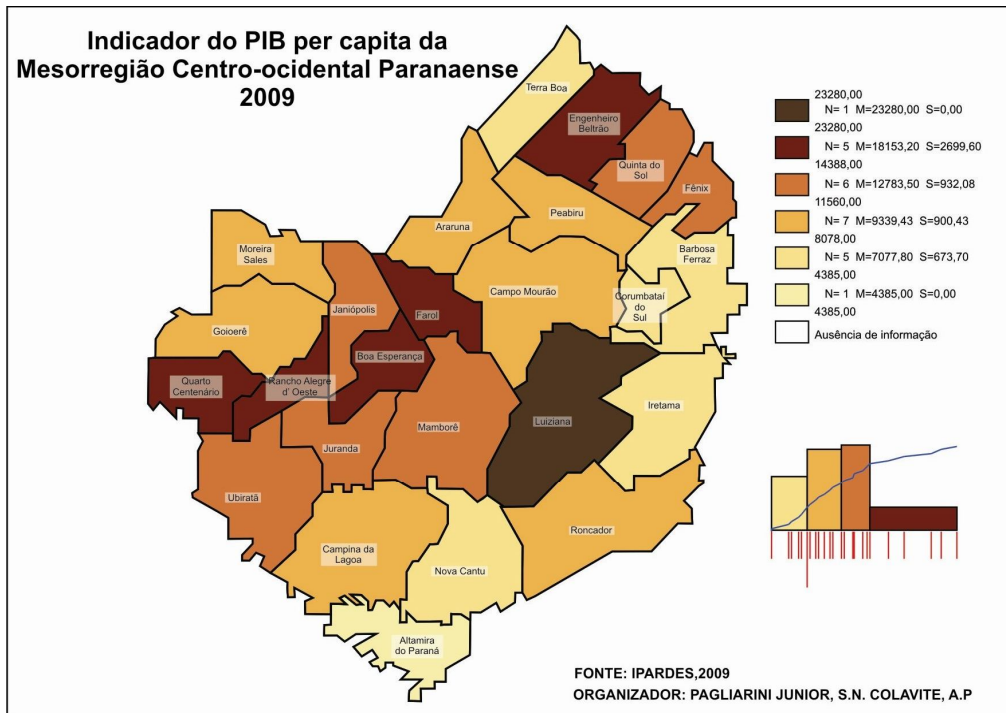 Indicador do PIB per capita da
Mesorregião Centro-ocidental Paranaense
2009
Terra Boa
Engenheiro
Beltrão
Quinta do
Sol
Fênix
Peabiru
Araruna
Barbosa
Ferraz
Moreira
Sales
Campo Mourão
Corumbataí
do
Sul
Janiópolis
Farol
Goioerê
Boa Esperança
Quarto
Centenário
Rancho Alegre
d' Oeste
Iretama
Luiziana
Mamborê
Juranda
Ubiratã
Roncador
Campina da
Lagoa
Nova Cantu
Altamira
do Paraná
23280,00
N= 1 M=23280,00 S=0,00
23280,00
N= 5 M=18153,20 S=2699,60
14388,00
N= 6 M=12783,50 S=932,08
11560,00
N= 7 M=9339,43 S=900,43
8078,00
N= 5 M=7077,80 S=673,70
4385,00
N= 1 M=4385,00 S=0,00
4385,00
Ausência de informação
FONTE: IPARDES,2009
ORGANIZADOR: PAGLIARINI JUNIOR, S.N. COLAVITE, A.P